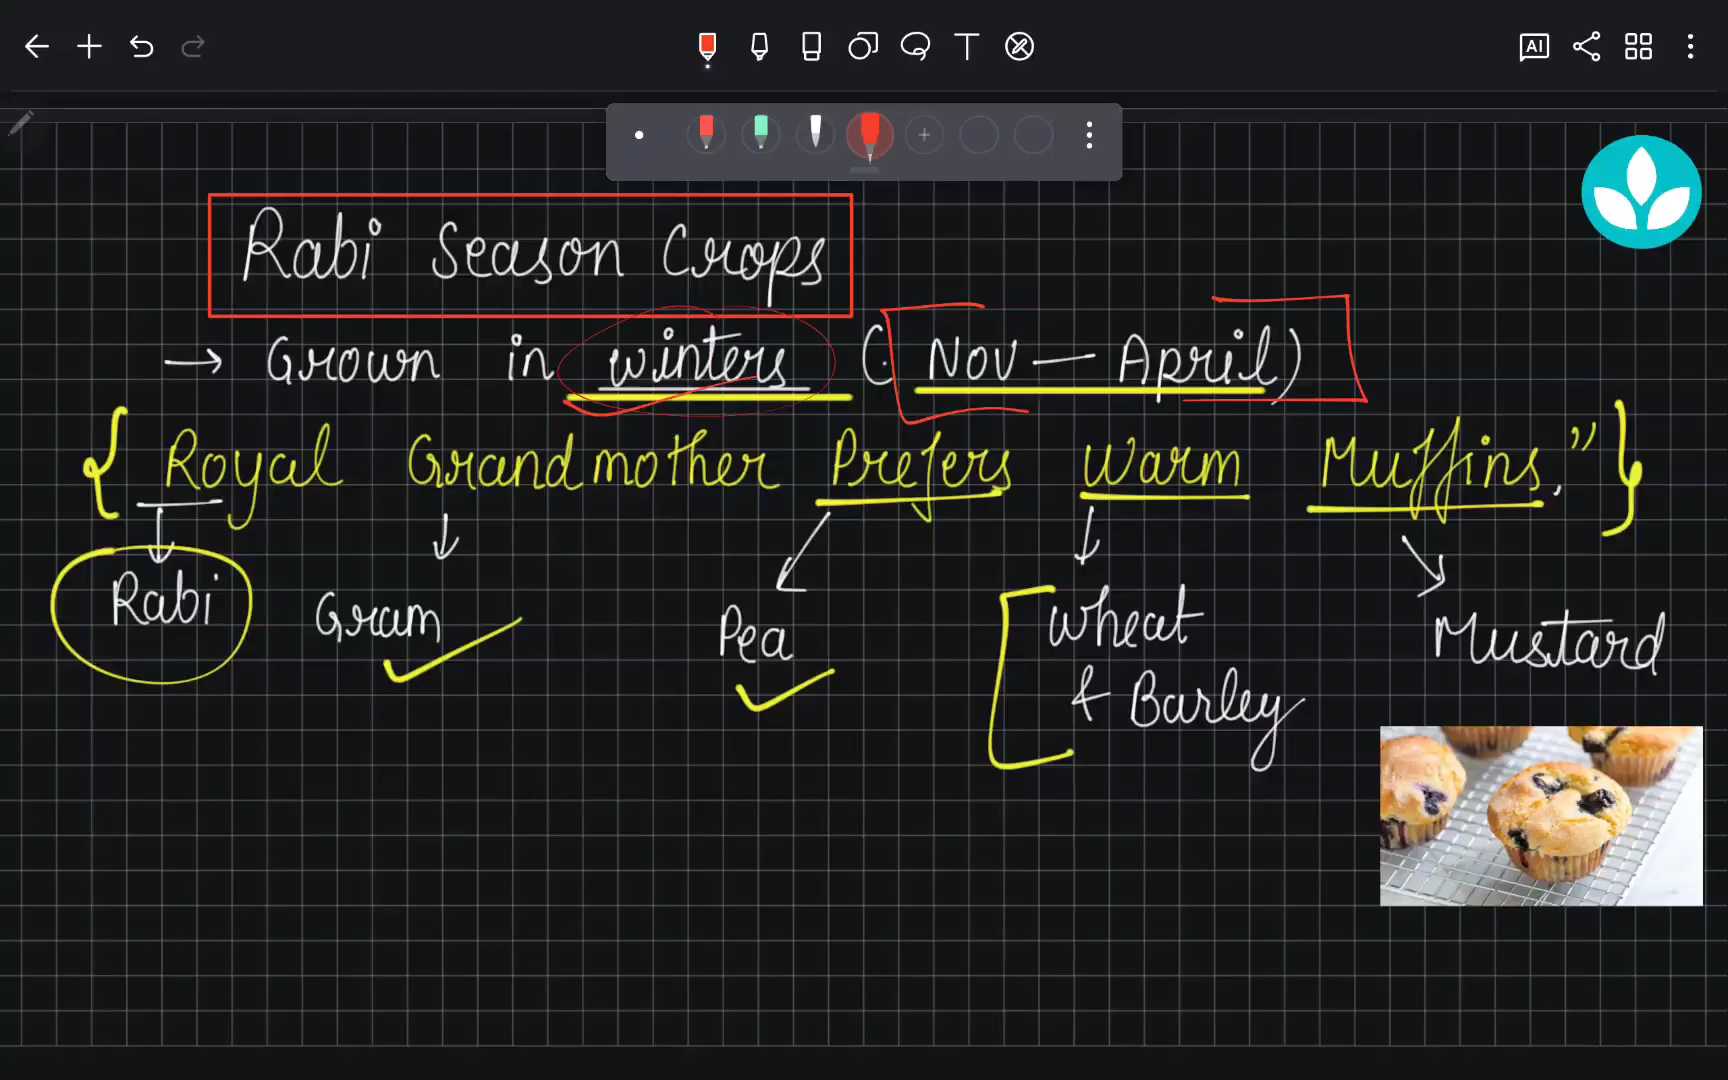 AI
Rabi Season Crops
→ Grown in winters (Nov — April)
{ Royal Grandmother Prefers Warm Muffins." }
Rabi Gram Pea Wheat Mustard
& Barley